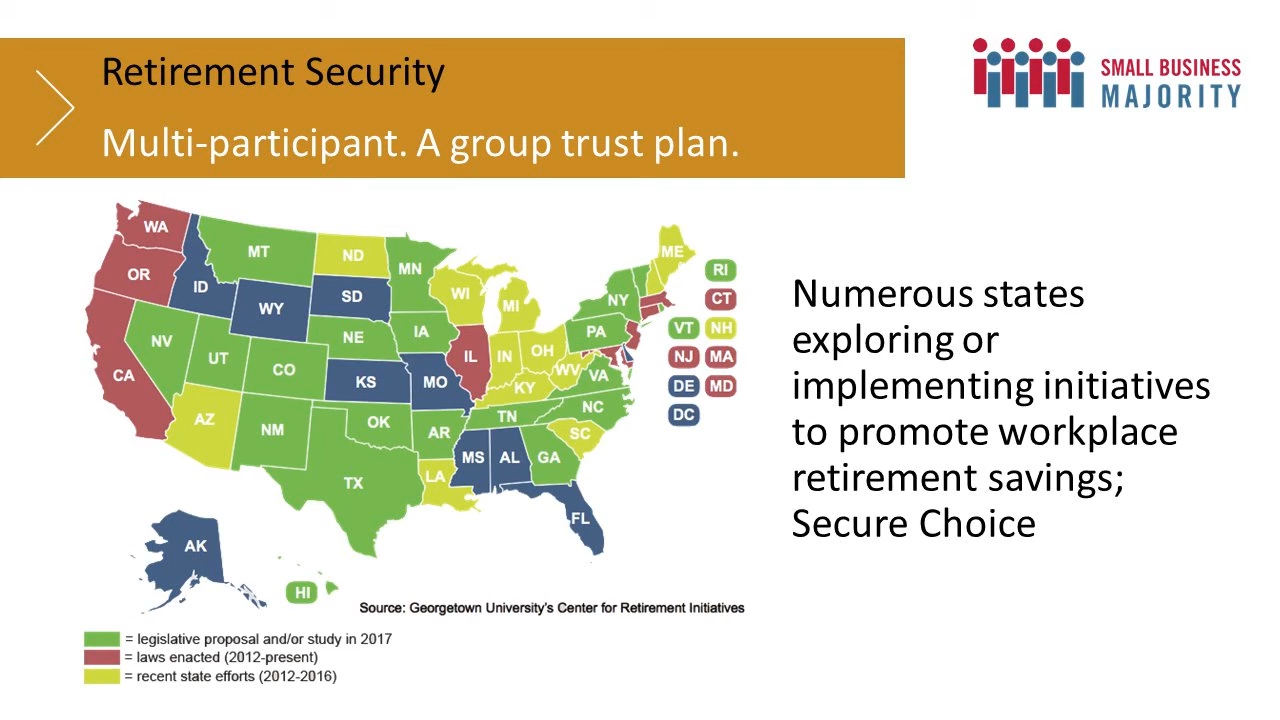 Retirement Security
Multi-participant. A group trust plan.
SMALL BUSINESS
MAJORITY
WA
MT
ND
MN
ME
OR
ID
SD
WI
MI
NY
RI
WY
CT
NV
NE
IA
PA
VT
NH
UT
CO
IL
IN
OH
WV
VA
NJ
MA
CA
KS
MO
KY
DE
MD
AZ
NM
OK
AR
TN
NC
DC
SC
MS
AL
GA
TX
LA
FL
AK
HI
Numerous states
exploring or
implementing initiatives
to promote workplace
retirement savings;
Secure Choice
Source: Georgetown University's Center for Retirement Initiatives
= legislative proposal and/or study in 2017
= laws enacted (2012-present)
= recent state efforts (2012-2016)